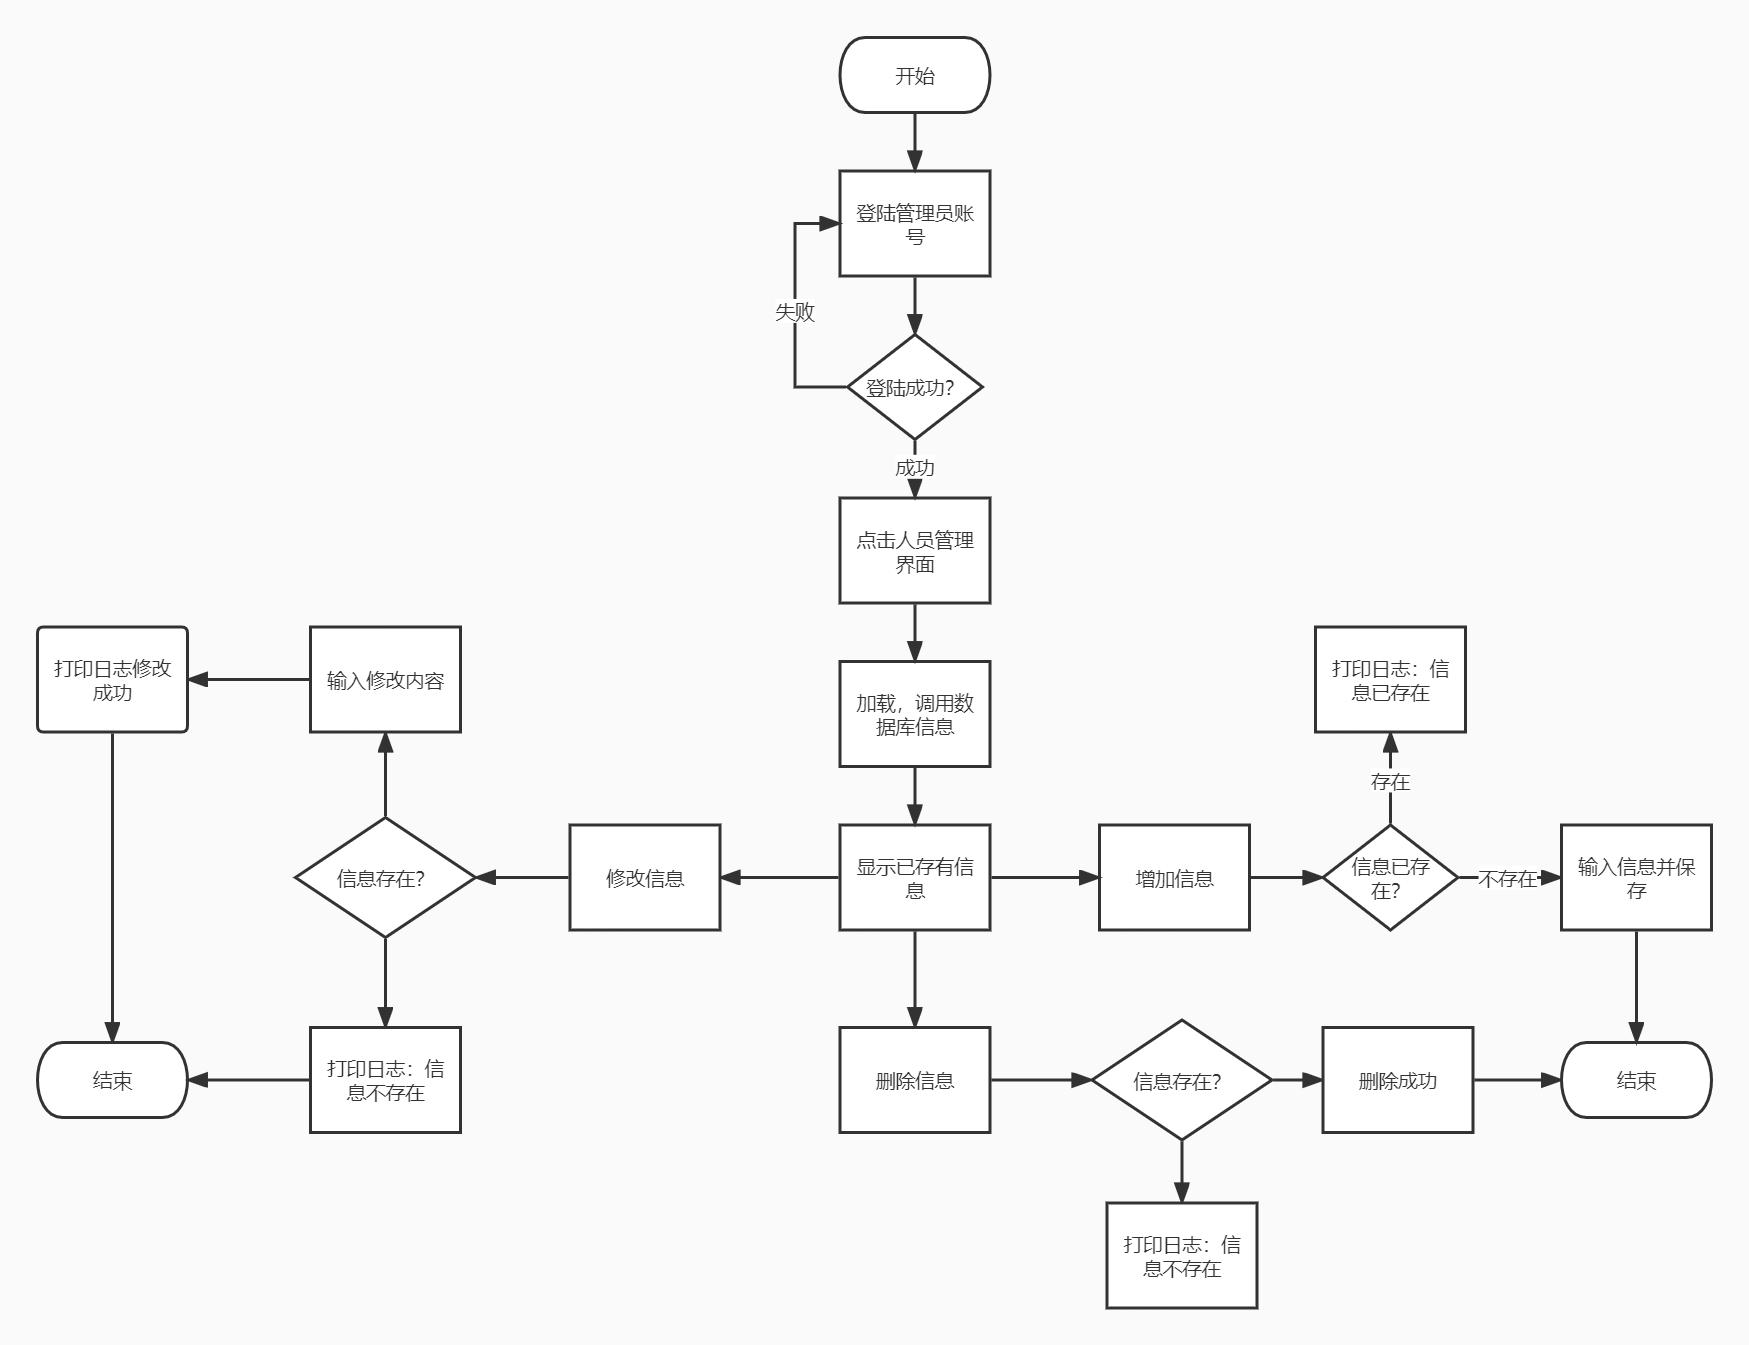 开始
登陆管理员账
号
失败
登陆成功?
成功
点击人员管理
界面
打印日志修改
成功
输入修改内容
加载，调用数
据库信息
打印日志：信
息已存在
存在
信息存在?
修改信息
显示已存有信
息
增加信息
信息已存
在?
不存在
输入信息并保
存
结束
打印日志：信
息不存在
删除信息
信息存在?
删除成功
结束
打印日志：信
息不存在